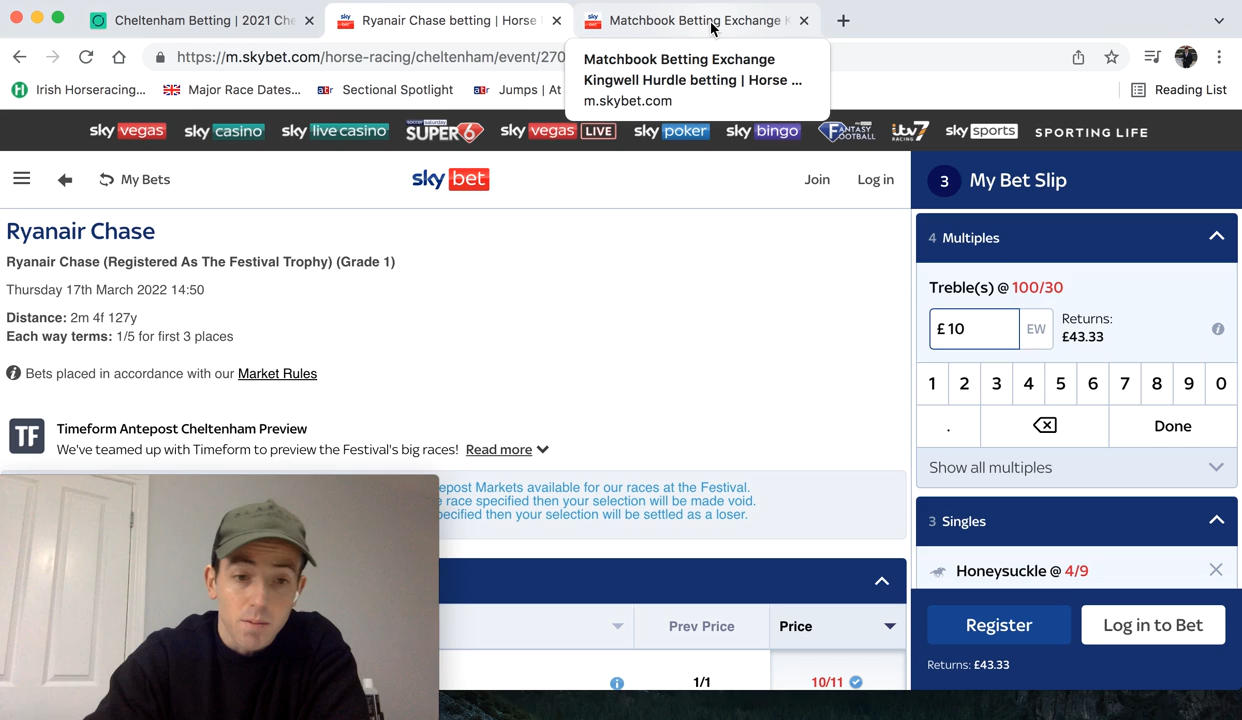 Cheltenham Betting | 2021 Che
Ryanair Chase betting | Horse
Matchbook Betting Exchange K
https://m.skybet.com/horse-racing/cheltenham/event/270
Matchbook Betting Exchange
Kingwell Hurdle betting | Horse ...
m.skybet.com
Irish Horseracing...
Major Race Dates...
Sectional Spotlight
Jumps | At
Reading List
sky vegas
sky casino
sky live casino
SOCCER SATURDAY SUPER 6
sky vegas LIVE
sky poker
sky bingo
FANTASY FOOTBALL
itv7 RACING
sky sports
SPORTING LIFE
My Bets
sky bet
Join
Log in
3 My Bet Slip
Ryanair Chase
Ryanair Chase (Registered As The Festival Trophy) (Grade 1)
Thursday 17th March 2022 14:50
Distance: 2m 4f 127y
Each way terms: 1/5 for first 3 places
Bets placed in accordance with our Market Rules
TF
Timeform Antepost Cheltenham Preview
We've teamed up with Timeform to preview the Festival's big races! Read more
epost Markets available for our races at the Festival.
e race specified then your selection will be made void.
pecified then your selection will be settled as a loser.
Prev Price
Price
1/1
10/11
4 Multiples
Treble(s) @ 100/30
£10
EW
Returns:
£43.33
1 2 3 4 5 6 7 8 9 0
.
Done
Show all multiples
3 Singles
Honeysuckle @ 4/9
Register
Log in to Bet
Returns: £43.33